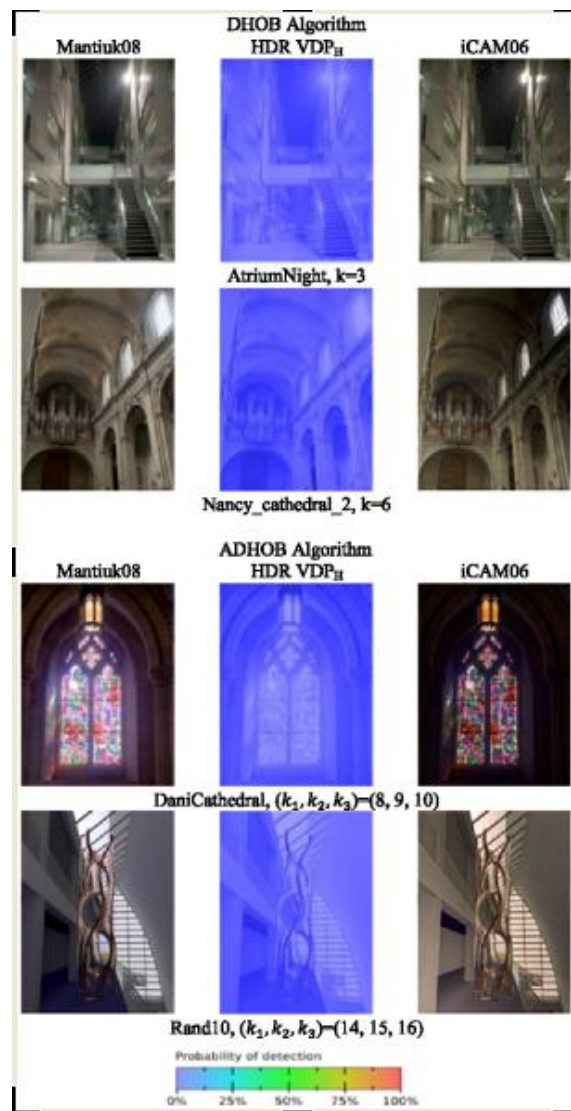 DHOB Algorithm
Mantiuk08 HDR VDP_H iCAM06
AtriumNight, k=3
Nancy_cathedral_2, k=6
ADHOB Algorithm
Mantiuk08 HDR VDP_H iCAM06
DaniCathedral, (k₁, k₂, k₃)=(8, 9, 10)
Rand10, (k₁, k₂, k₃)=(14, 15, 16)
Probability of detection
0% 25% 50% 75% 100%